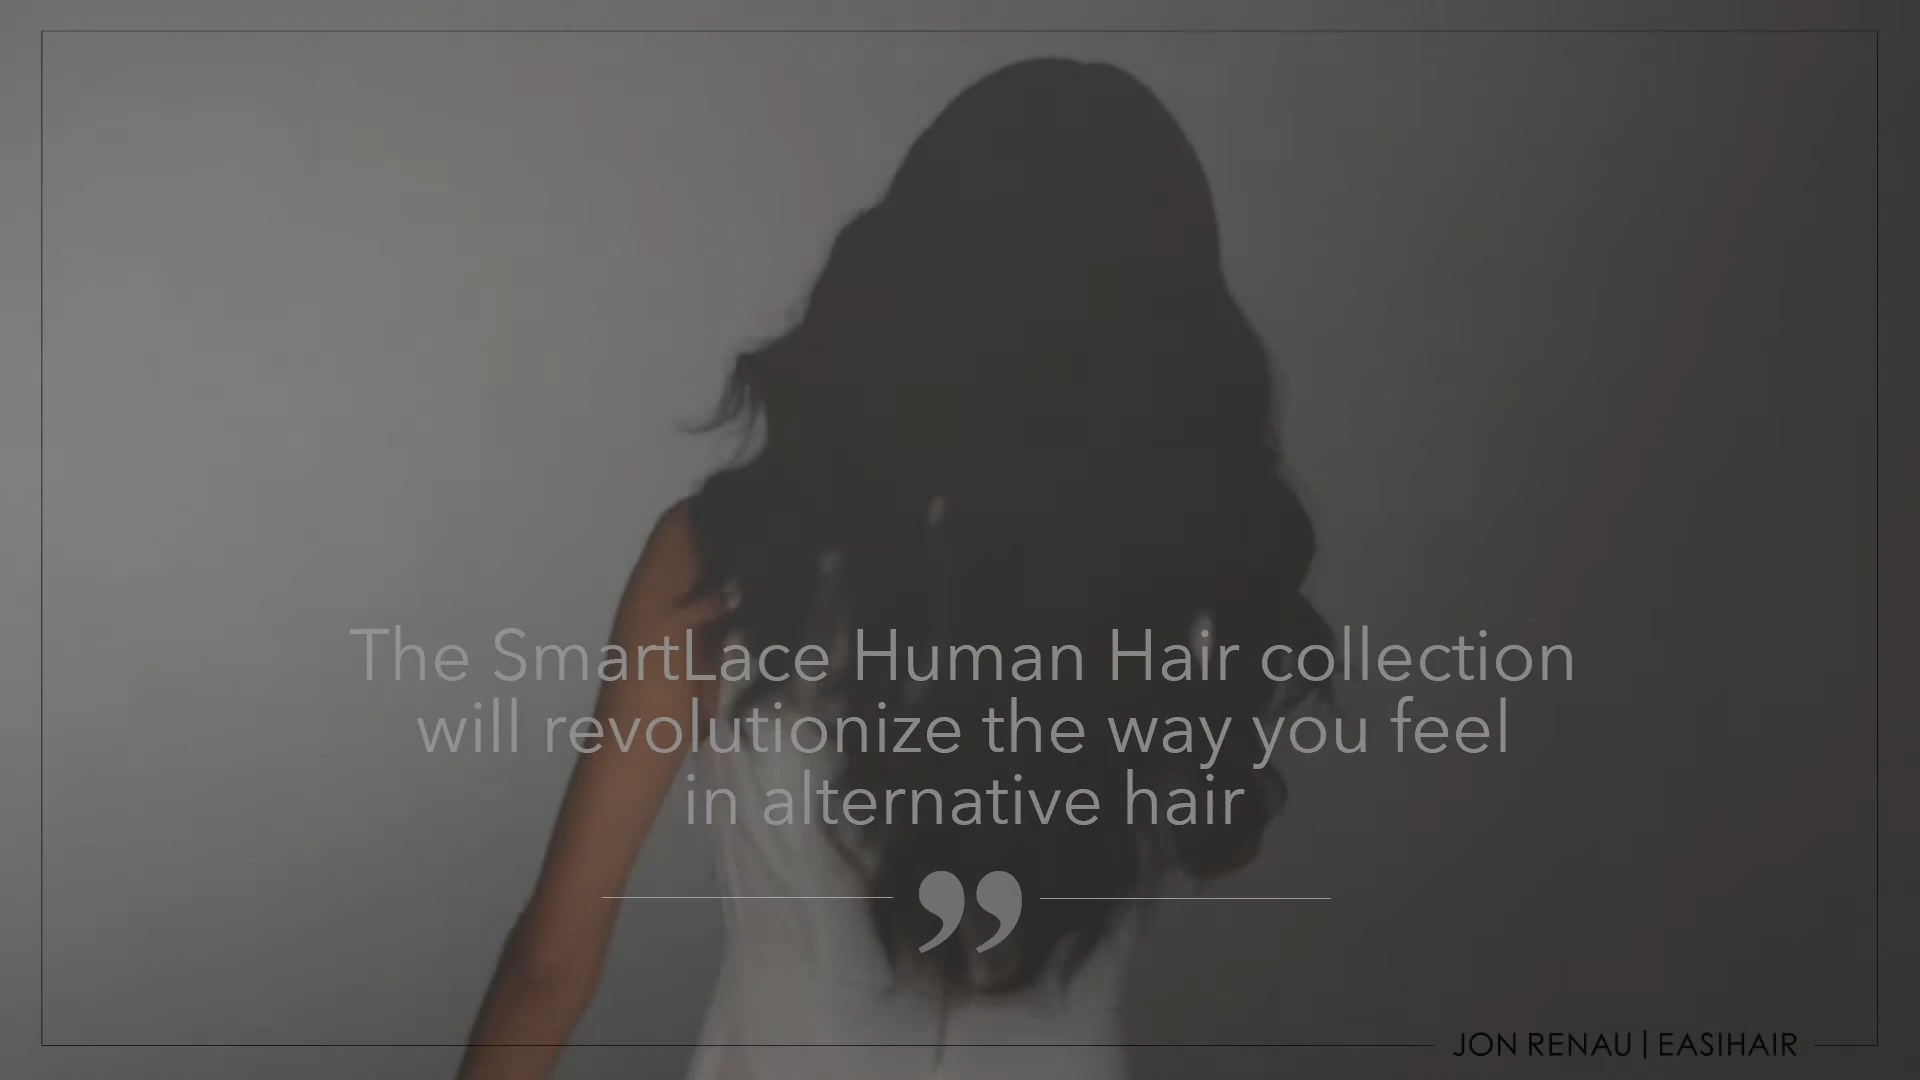 The SmartLace Human Hair collection
will revolutionize the way you feel
in alternative hair
”
JON RENAU | EASIHAIR